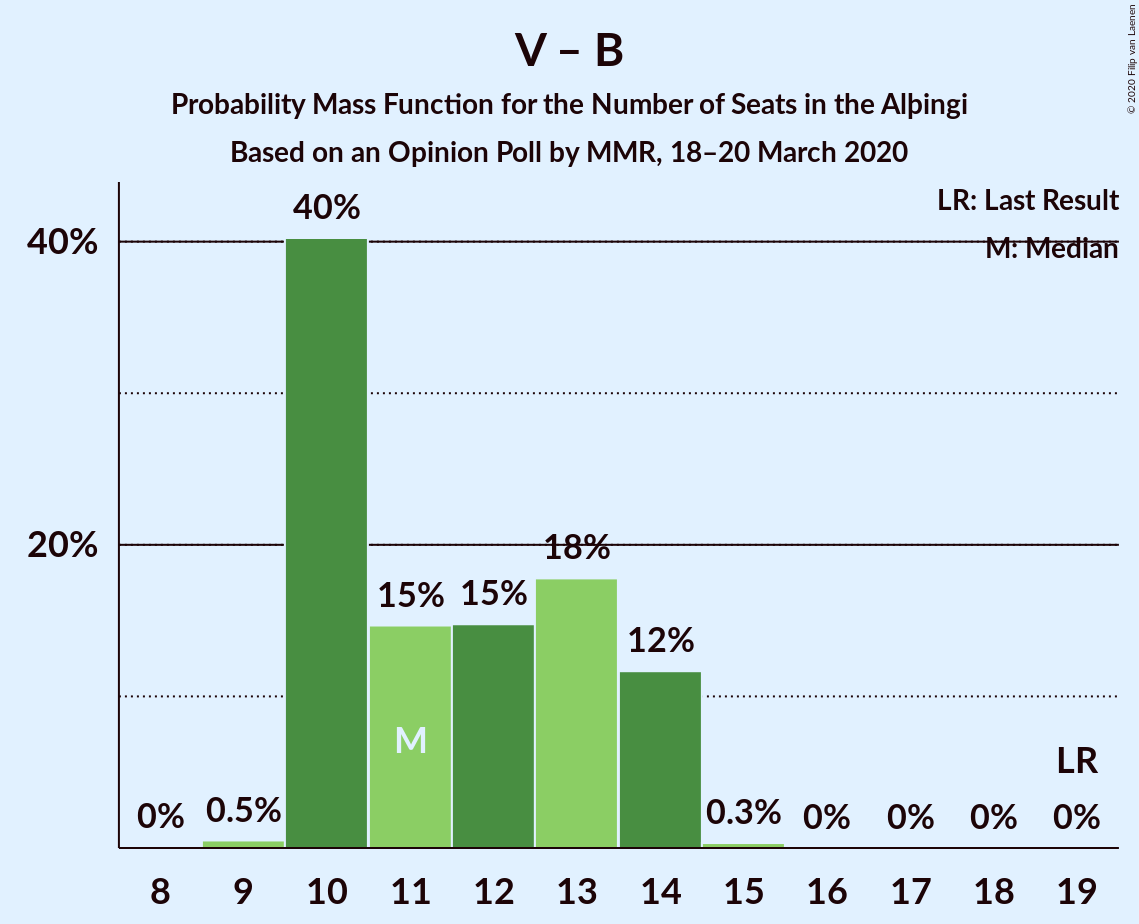 V – B
Probability Mass Function for the Number of Seats in the Alþingi
Based on an Opinion Poll by MMR, 18–20 March 2020
© 2020 Filip van Laenen
LR: Last Result
M: Median
40%
20%
0%
0.5%
40%
15%
15%
18%
12%
0.3%
0%
0%
0%
0%
M
LR
8 9 10 11 12 13 14 15 16 17 18 19